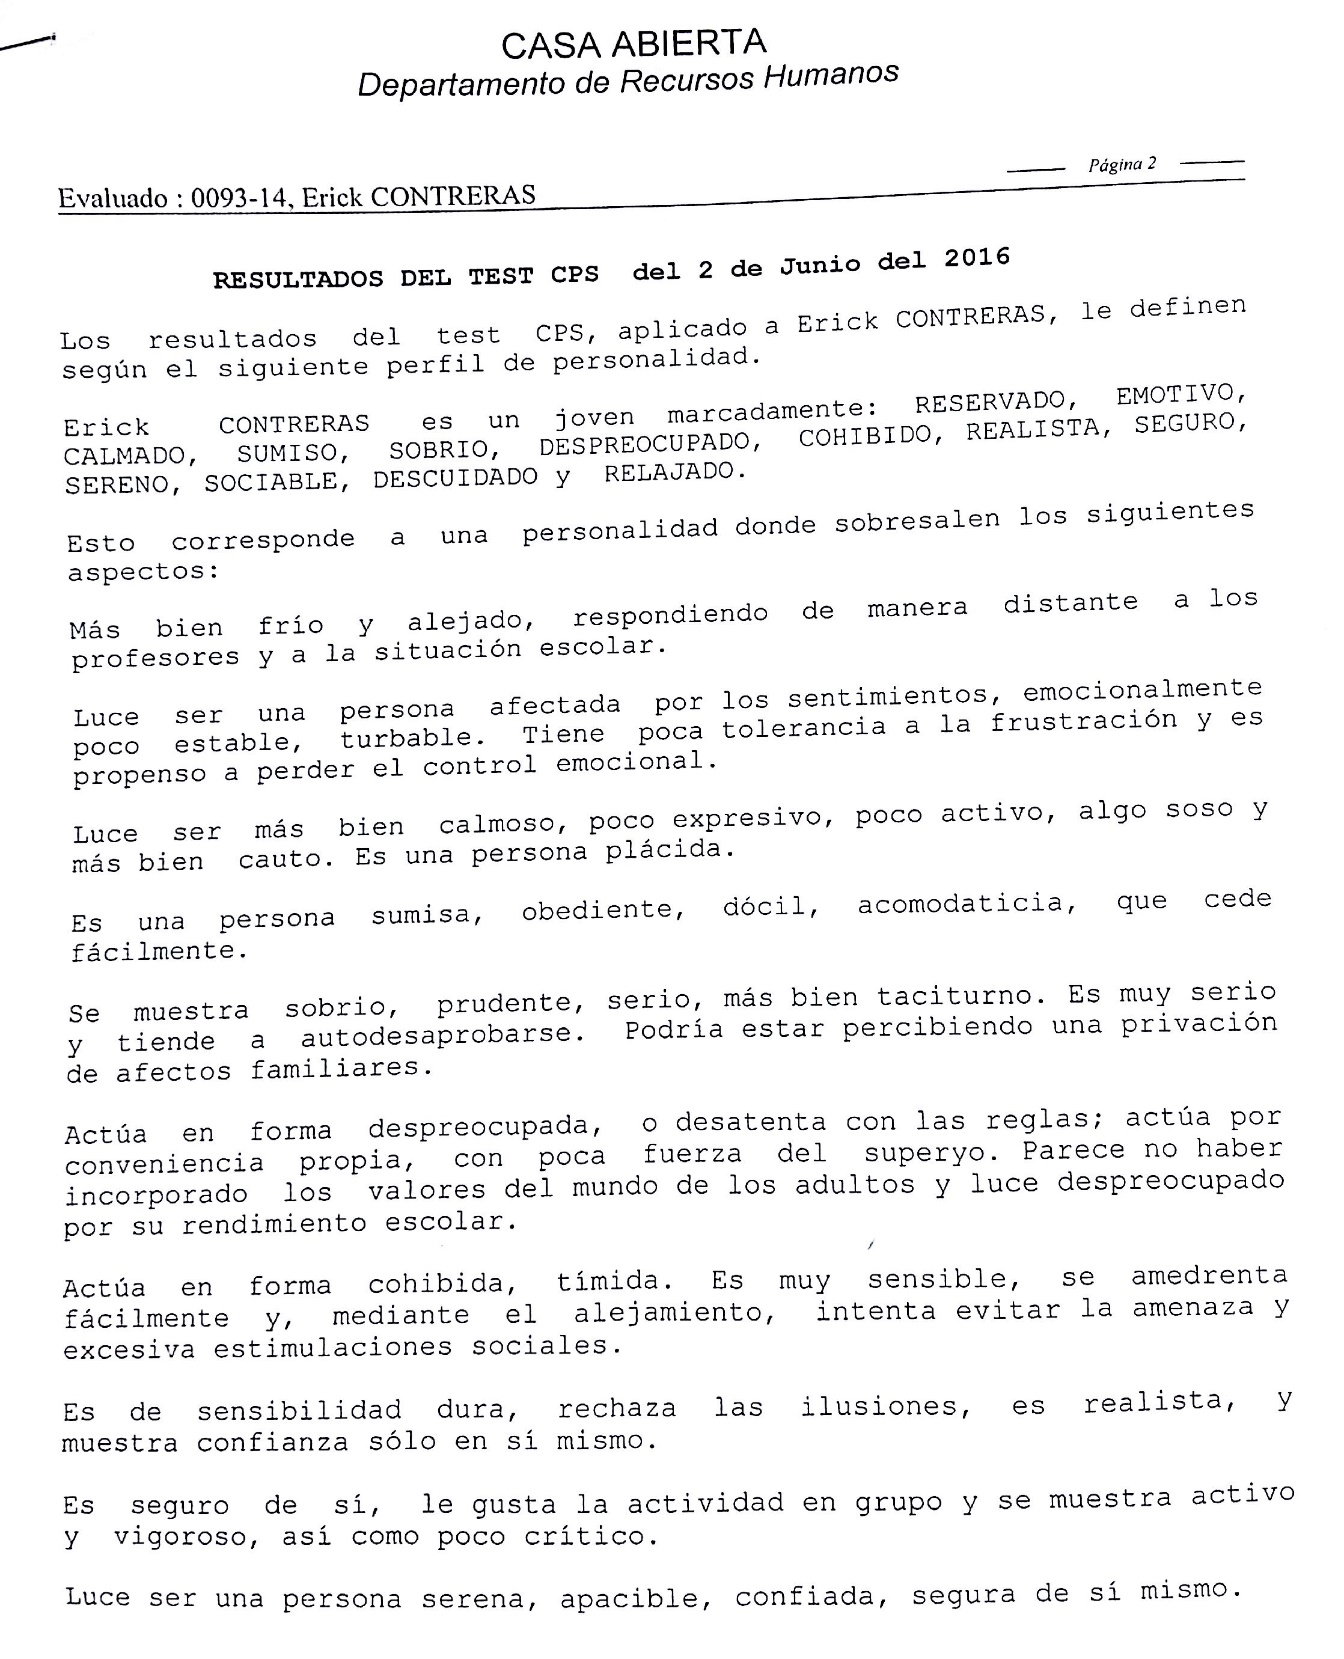 CASA ABIERTA
Departamento de Recursos Humanos
Página 2
Evaluado : 0093-14, Erick CONTRERAS
RESULTADOS DEL TEST CPS del 2 de Junio del 2016
Los resultados del test CPS, aplicado a Erick CONTRERAS, le definen
según el siguiente perfil de personalidad.
Erick CONTRERAS es un joven marcadamente: RESERVADO, EMOTIVO,
CALMADO, SUMISO, SOBRIO, DESPREOCUPADO, COHIBIDO, REALISTA, SEGURO,
SERENO, SOCIABLE, DESCUIDADO y RELAJADO.
Esto corresponde a una personalidad donde sobresalen los siguientes
aspectos:
Más bien frío y alejado, respondiendo de manera distante a los
profesores y a la situación escolar.
Luce ser una persona afectada por los sentimientos, emocionalmente
poco estable, turbable. Tiene poca tolerancia a la frustración y es
propenso a perder el control emocional.
Luce ser más bien calmoso, poco expresivo, poco activo, algo soso y
más bien cauto. Es una persona plácida.
Es una persona sumisa, obediente, dócil, acomodaticia, que cede
fácilmente.
Se muestra sobrio, prudente, serio, más bien taciturno. Es muy serio
y tiende a autodesaprobarse. Podría estar percibiendo una privación
de afectos familiares.
Actúa en forma despreocupada, o desatenta con las reglas; actúa por
conveniencia propia, con poca fuerza del superyo. Parece no haber
incorporado los valores del mundo de los adultos y luce despreocupado
por su rendimiento escolar.
Actúa en forma cohibida, tímida. Es muy sensible, se amedrenta
fácilmente y, mediante el alejamiento, intenta evitar la amenaza y
excesiva estimulaciones sociales.
Es de sensibilidad dura, rechaza las ilusiones, es realista, y
muestra confianza sólo en sí mismo.
Es seguro de sí, le gusta la actividad en grupo y se muestra activo
y vigoroso, así como poco crítico.
Luce ser una persona serena, apacible, confiada, segura de sí mismo.